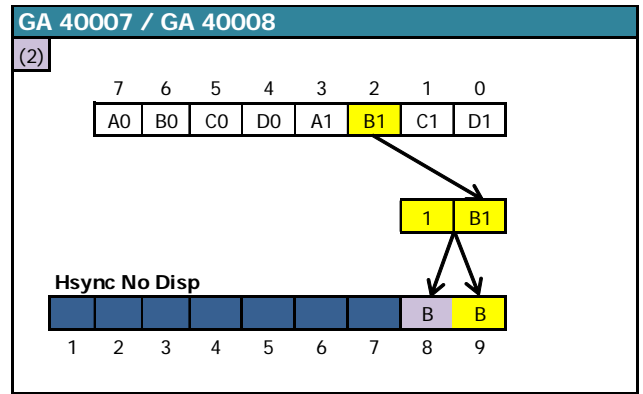 GA 40007 / GA 40008
(2)
7 6 5 4 3 2 1 0
A0 B0 C0 D0 A1 B1 C1 D1
1 B1
Hsync No Disp
B B
1 2 3 4 5 6 7 8 9